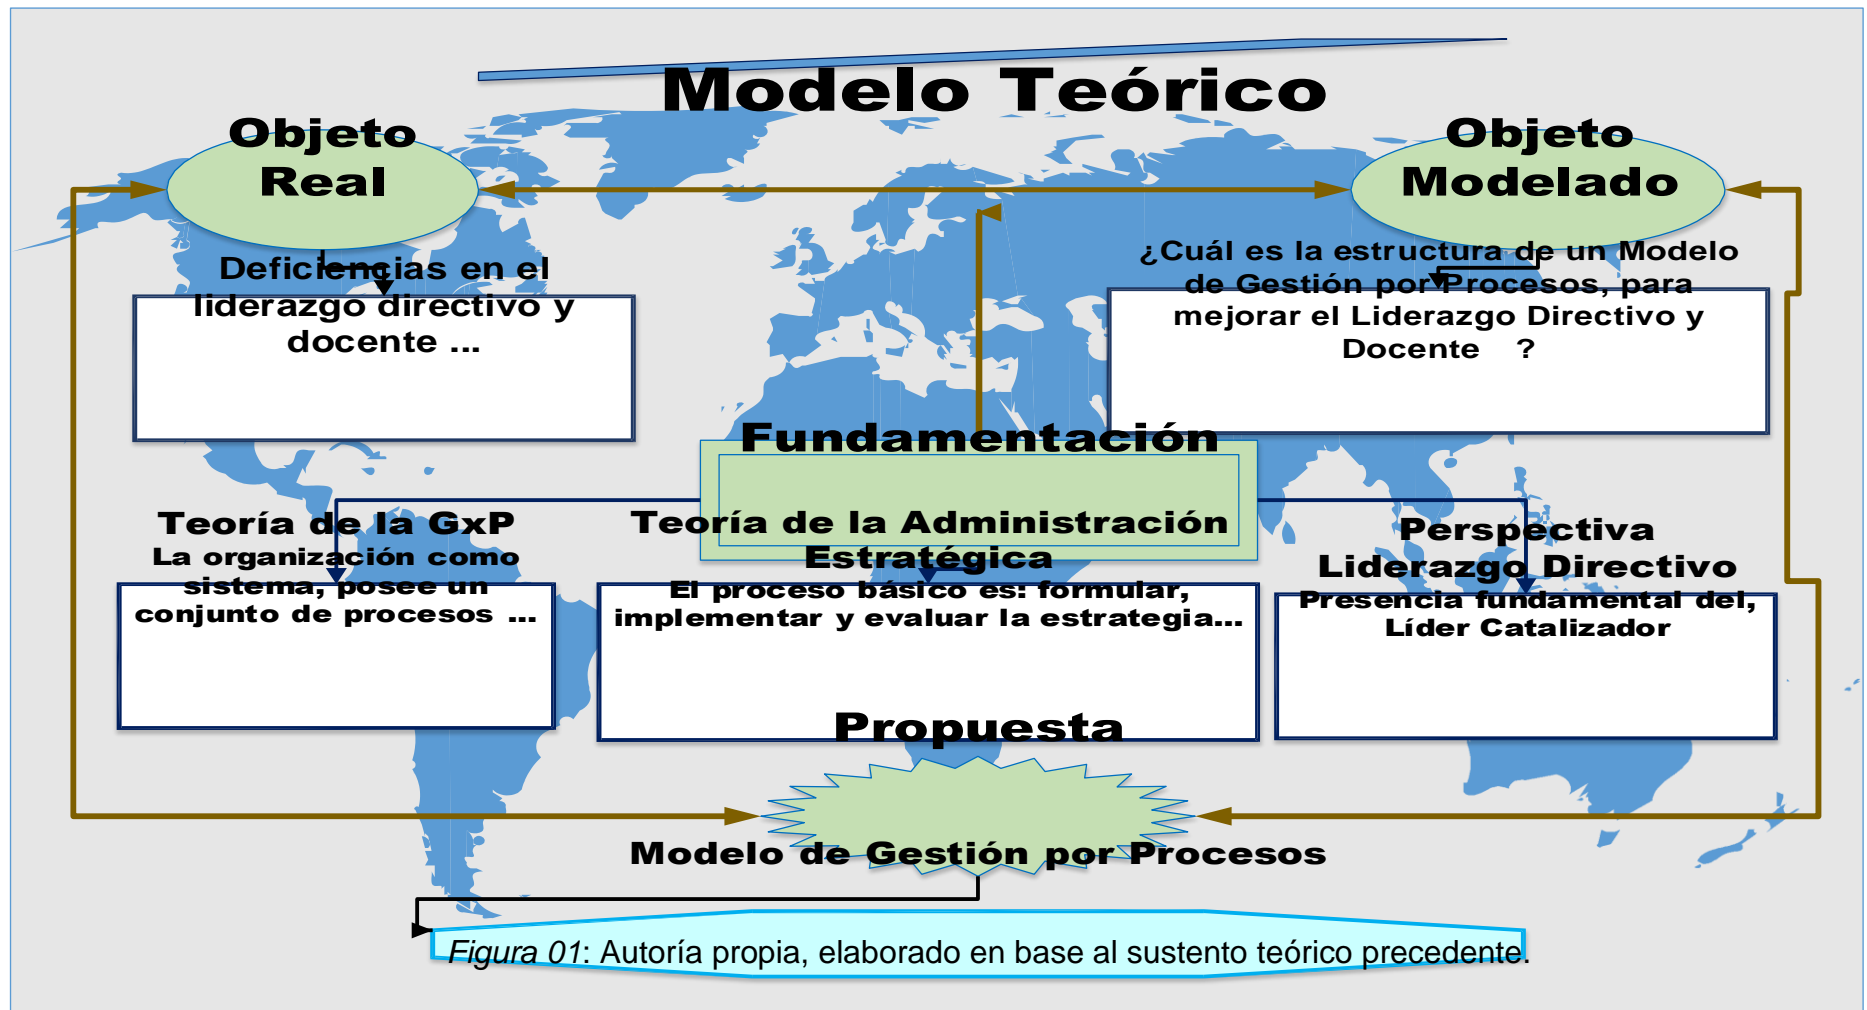 Modelo Teórico
Objeto
Real
Objeto
Modelado
Deficiencias en el
liderazgo directivo y
docente ...
¿Cuál es la estructura de un Modelo
de Gestión por Procesos, para
mejorar el Liderazgo Directivo y
Docente ?
Fundamentación
Teoría de la GxP
La organización como
sistema, posee un
conjunto de procesos ...
Teoría de la Administración
Estratégica
El proceso básico es: formular,
implementar y evaluar la estrategia...
Perspectiva
Liderazgo Directivo
Presencia fundamental del,
Líder Catalizador
Propuesta
Modelo de Gestión por Procesos
Figura 01: Autoría propia, elaborado en base al sustento teórico precedente.